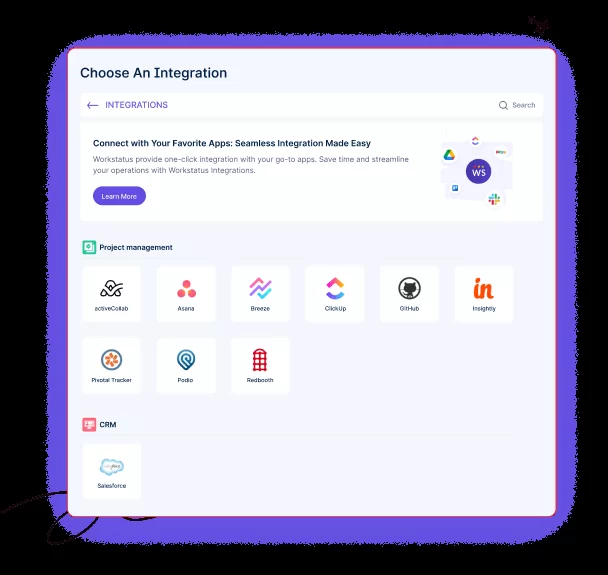 Choose An Integration
INTEGRATIONS
Search
Connect with Your Favorite Apps: Seamless Integration Made Easy
Workstatus provide one-click integration with your go-to apps. Save time and streamline
your operations with Workstatus Integrations.
Learn More
WS
Project management
activeCollab
Asana
Breeze
ClickUp
GitHub
in
Insightly
Pivotal Tracker
Podio
Redbooth
CRM
Salesforce